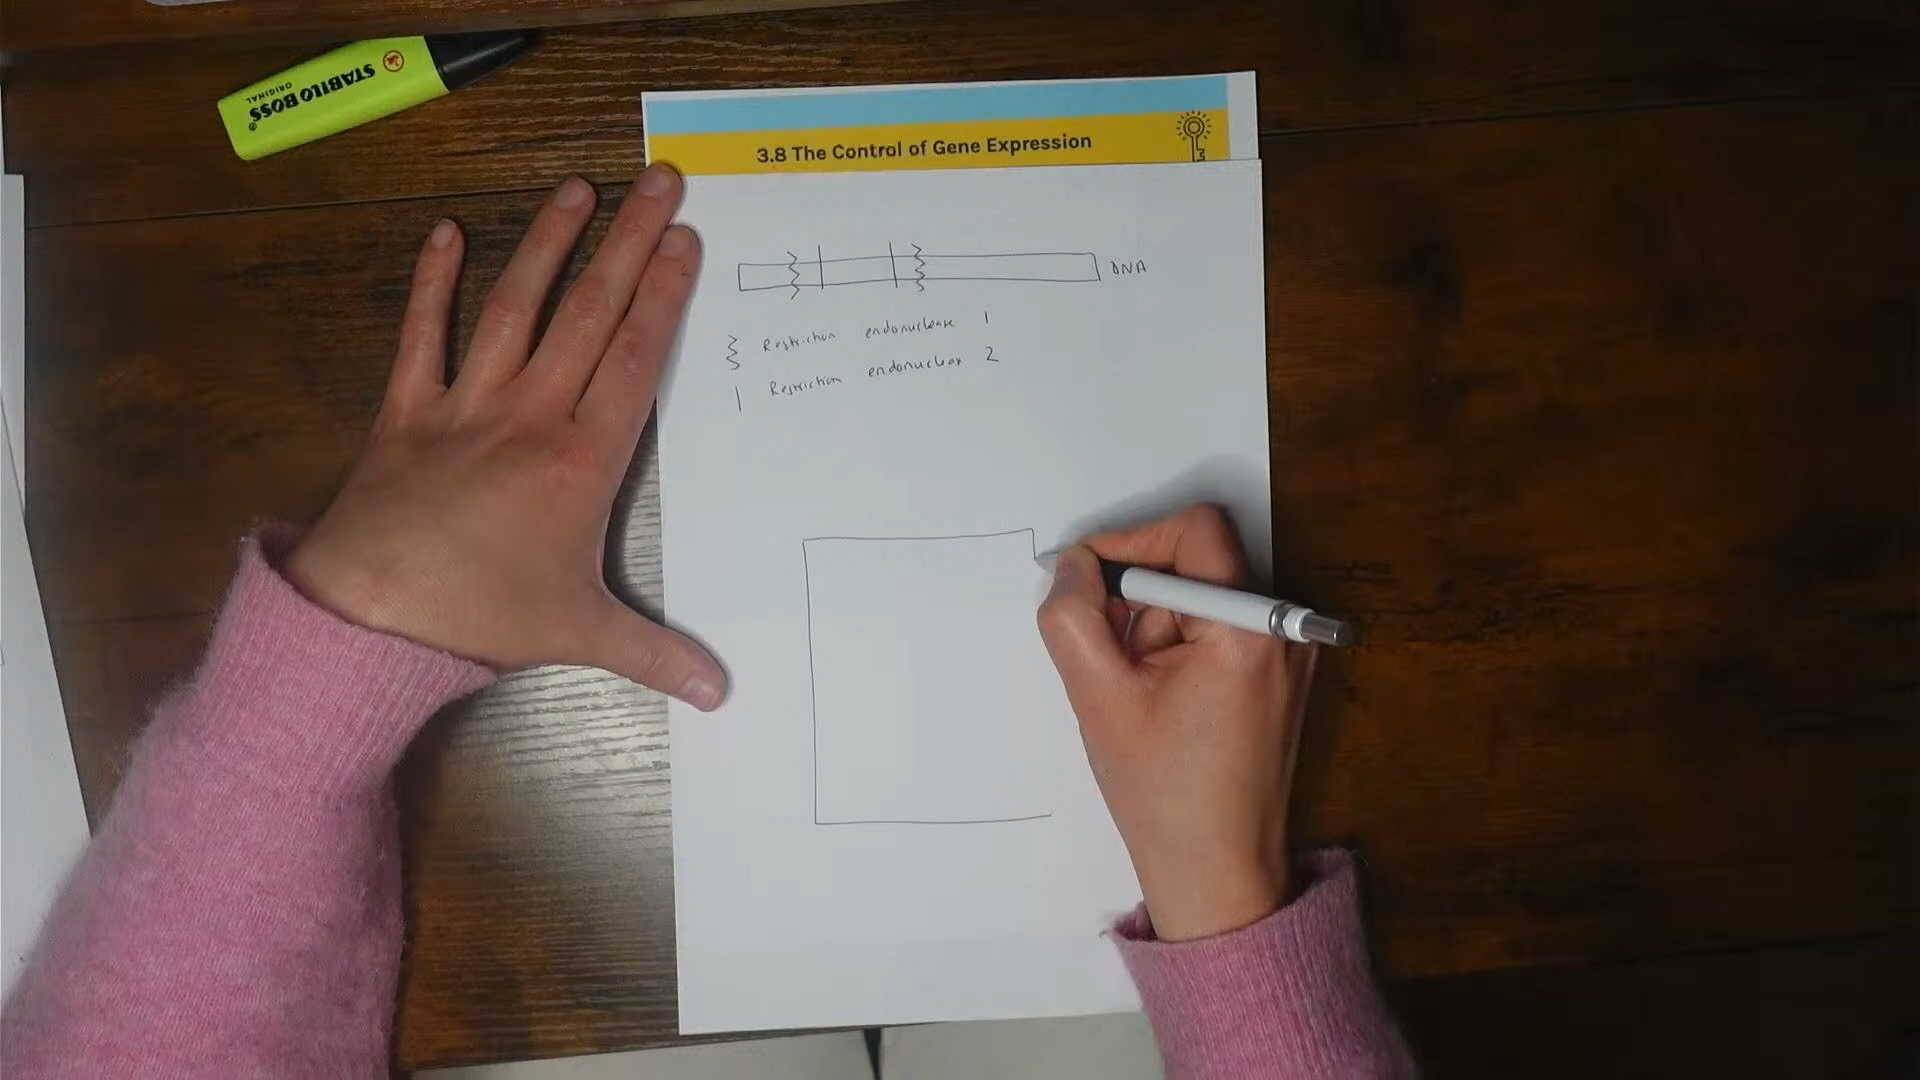 STABILO BOSS
ORIGINAL
3.8 The Control of Gene Expression
DNA
Restriction endonuclease 1
Restriction endonuclease 2